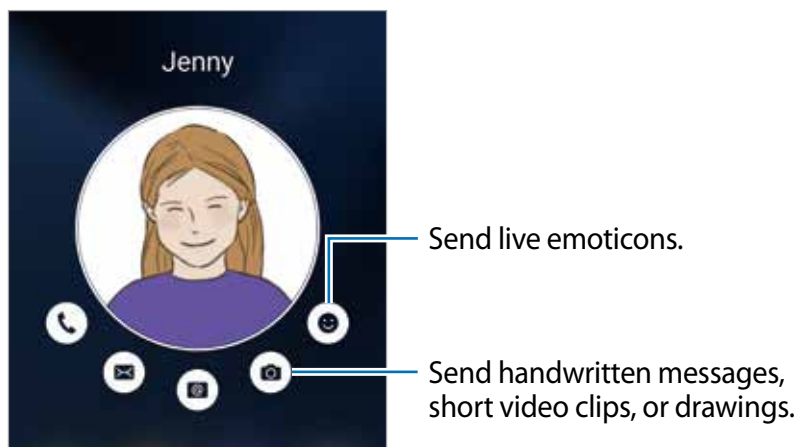 Jenny
Send live emoticons.
Send handwritten messages,
short video clips, or drawings.